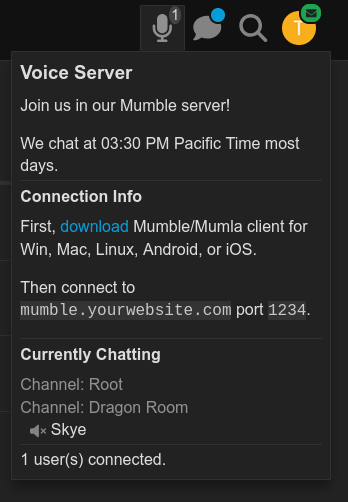 1
T
Voice Server
Join us in our Mumble server!
We chat at 03:30 PM Pacific Time most
days.
Connection Info
First, download Mumble/Mumla client for
Win, Mac, Linux, Android, or iOS.
Then connect to
mumble.yourwebsite.com port 1234.
Currently Chatting
Channel: Root
Channel: Dragon Room
Skye
1 user(s) connected.